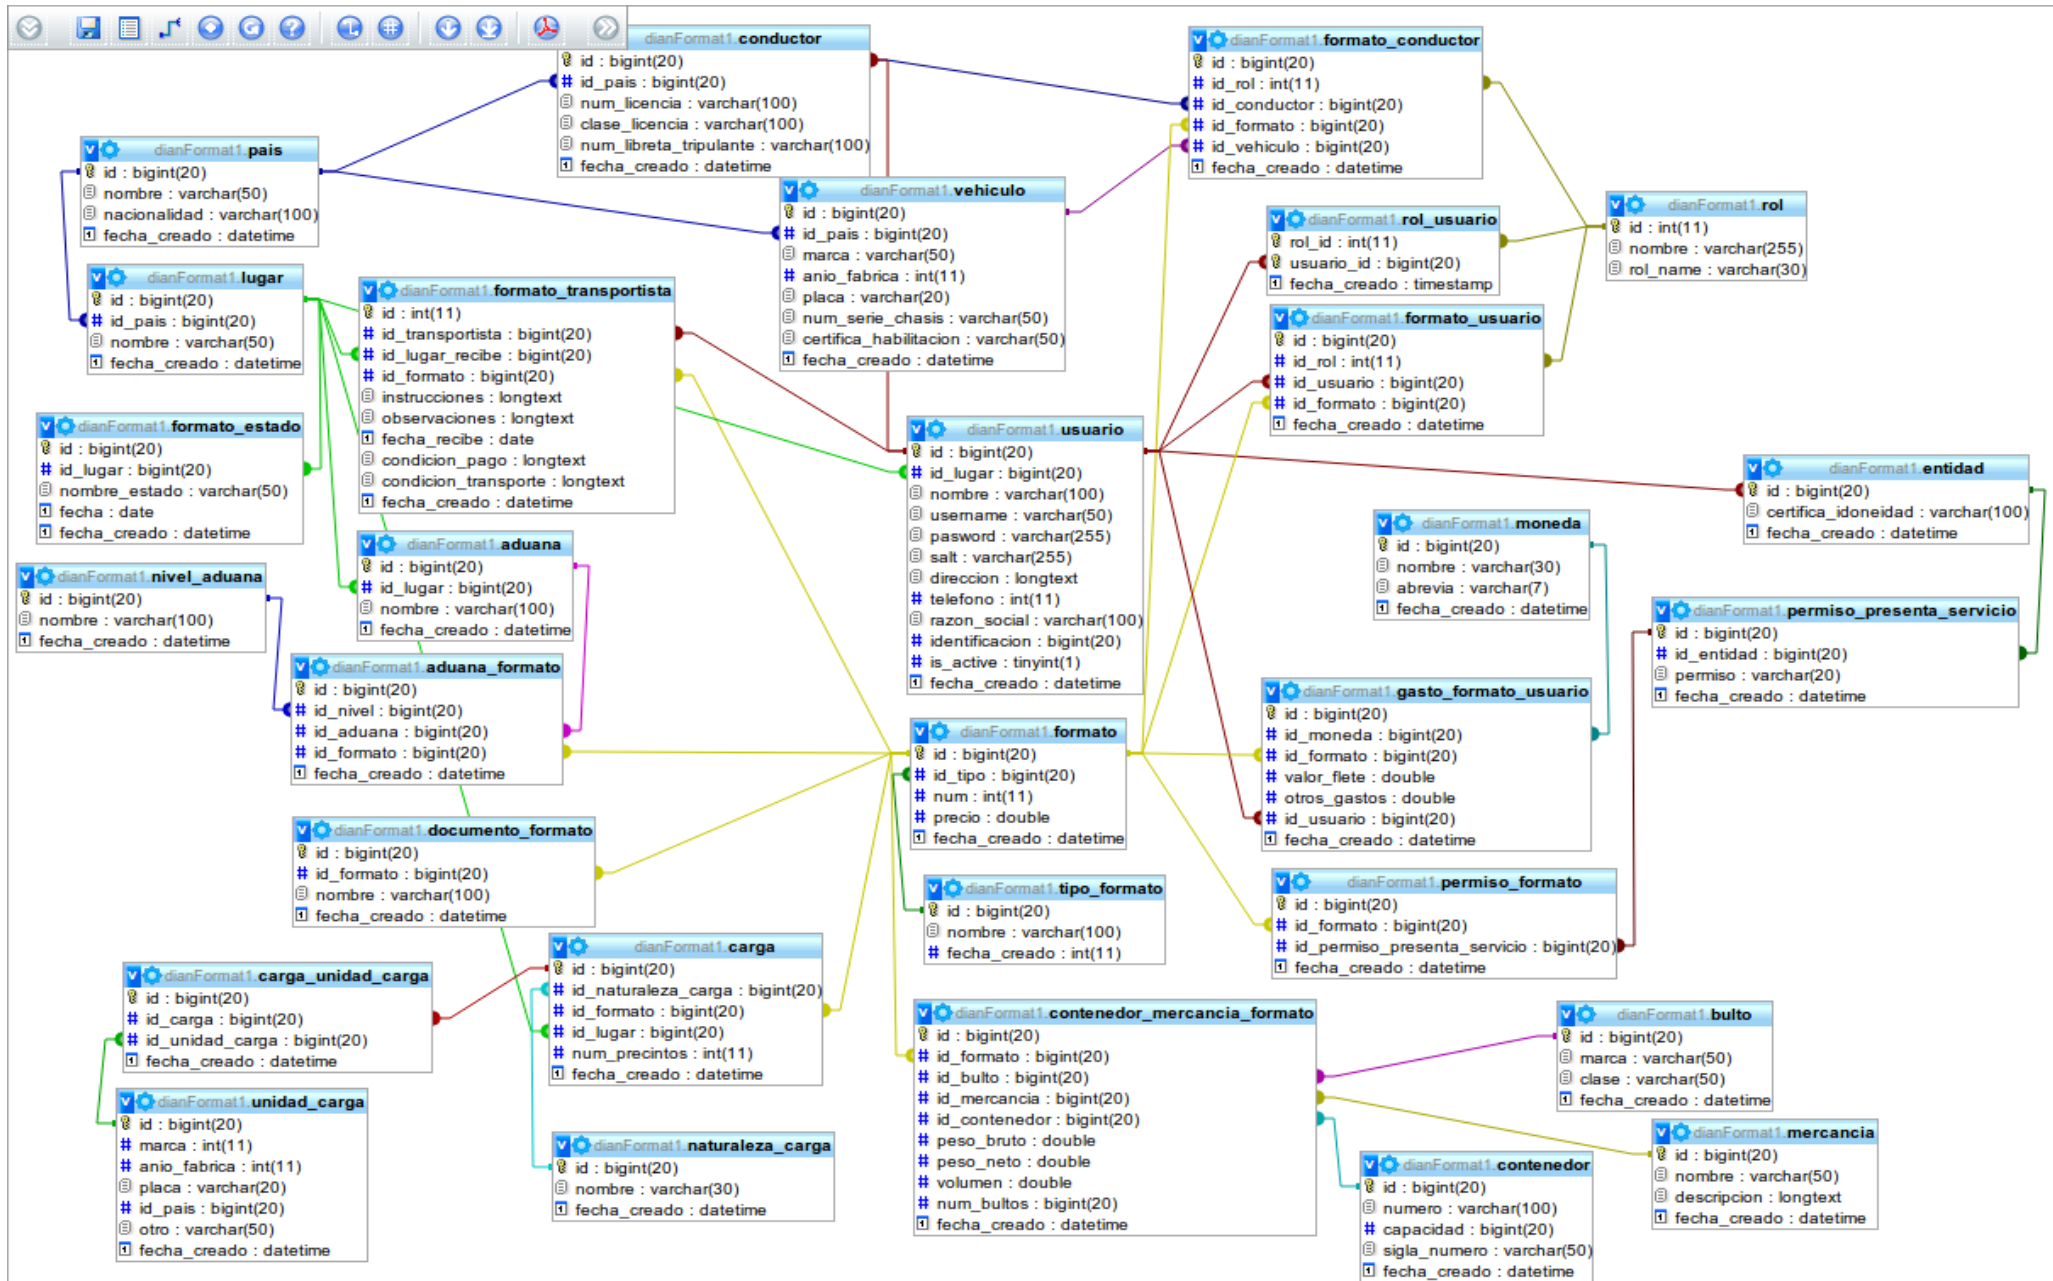 dianFormat1.conductor
id : bigint(20)
id_pais : bigint(20)
num_licencia : varchar(100)
clase_licencia : varchar(100)
num_libreta_tripulante : varchar(100)
fecha_creado : datetime
dianFormat1.formato_conductor
id : bigint(20)
id_rol : int(11)
id_conductor : bigint(20)
id_formato : bigint(20)
id_vehiculo : bigint(20)
fecha_creado : datetime
dianFormat1.pais
id : bigint(20)
nombre : varchar(50)
nacionalidad : varchar(100)
fecha_creado : datetime
dianFormat1.vehiculo
id : bigint(20)
id_pais : bigint(20)
marca : varchar(50)
anio_fabrica : int(11)
placa : varchar(20)
num_serie_chasis : varchar(50)
certifica_habilitacion : varchar(50)
fecha_creado : datetime
dianFormat1.rol_usuario
rol_id : int(11)
usuario_id : bigint(20)
fecha_creado : timestamp
dianFormat1.rol
id : int(11)
nombre : varchar(255)
rol_name : varchar(30)
dianFormat1.lugar
id : bigint(20)
id_pais : bigint(20)
nombre : varchar(50)
fecha_creado : datetime
dianFormat1.formato_transportista
id : int(11)
id_transportista : bigint(20)
id_lugar_recibe : bigint(20)
id_formato : bigint(20)
instrucciones : longtext
observaciones : longtext
fecha_recibe : date
condicion_pago : longtext
condicion_transporte : longtext
fecha_creado : datetime
dianFormat1.formato_usuario
id : bigint(20)
id_rol : int(11)
id_usuario : bigint(20)
id_formato : bigint(20)
fecha_creado : datetime
dianFormat1.formato_estado
id : bigint(20)
id_lugar : bigint(20)
nombre_estado : varchar(50)
fecha : date
fecha_creado : datetime
dianFormat1.usuario
id : bigint(20)
id_lugar : bigint(20)
nombre : varchar(100)
username : varchar(50)
pasword : varchar(255)
salt : varchar(255)
direccion : longtext
telefono : int(11)
razon_social : varchar(100)
identificacion : bigint(20)
is_active : tinyint(1)
fecha_creado : datetime
dianFormat1.entidad
id : bigint(20)
certifica_idoneidad : varchar(100)
fecha_creado : datetime
dianFormat1.moneda
id : bigint(20)
nombre : varchar(30)
abrevia : varchar(7)
fecha_creado : datetime
dianFormat1.aduana
id : bigint(20)
id_lugar : bigint(20)
nombre : varchar(100)
fecha_creado : datetime
dianFormat1.nivel_aduana
id : bigint(20)
nombre : varchar(100)
fecha_creado : datetime
dianFormat1.permiso_presenta_servicio
id : bigint(20)
id_entidad : bigint(20)
permiso : varchar(20)
fecha_creado : datetime
dianFormat1.aduana_formato
id : bigint(20)
id_nivel : bigint(20)
id_aduana : bigint(20)
id_formato : bigint(20)
fecha_creado : datetime
dianFormat1.gasto_formato_usuario
id : bigint(20)
id_moneda : bigint(20)
id_formato : bigint(20)
valor_flete : double
otros_gastos : double
id_usuario : bigint(20)
fecha_creado : datetime
dianFormat1.formato
id : bigint(20)
id_tipo : bigint(20)
num : int(11)
precio : double
fecha_creado : datetime
dianFormat1.documento_formato
id : bigint(20)
id_formato : bigint(20)
nombre : varchar(100)
fecha_creado : datetime
dianFormat1.tipo_formato
id : bigint(20)
nombre : varchar(100)
fecha_creado : int(11)
dianFormat1.permiso_formato
id : bigint(20)
id_formato : bigint(20)
id_permiso_presenta_servicio : bigint(20)
fecha_creado : datetime
dianFormat1.carga
id : bigint(20)
id_naturaleza_carga : bigint(20)
id_formato : bigint(20)
id_lugar : bigint(20)
num_precintos : int(11)
fecha_creado : datetime
dianFormat1.carga_unidad_carga
id : bigint(20)
id_carga : bigint(20)
id_unidad_carga : bigint(20)
fecha_creado : datetime
dianFormat1.contenedor_mercancia_formato
id : bigint(20)
id_formato : bigint(20)
id_bulto : bigint(20)
id_mercancia : bigint(20)
id_contenedor : bigint(20)
peso_bruto : double
peso_neto : double
volumen : double
num_bultos : bigint(20)
fecha_creado : datetime
dianFormat1.bulto
id : bigint(20)
marca : varchar(50)
clase : varchar(50)
fecha_creado : datetime
dianFormat1.unidad_carga
id : bigint(20)
marca : int(11)
anio_fabrica : int(11)
placa : varchar(20)
id_pais : bigint(20)
otro : varchar(50)
fecha_creado : datetime
dianFormat1.naturaleza_carga
id : bigint(20)
nombre : varchar(30)
fecha_creado : datetime
dianFormat1.mercancia
id : bigint(20)
nombre : varchar(50)
descripcion : longtext
fecha_creado : datetime
dianFormat1.contenedor
id : bigint(20)
numero : varchar(100)
capacidad : bigint(20)
sigla_numero : varchar(50)
fecha_creado : datetime